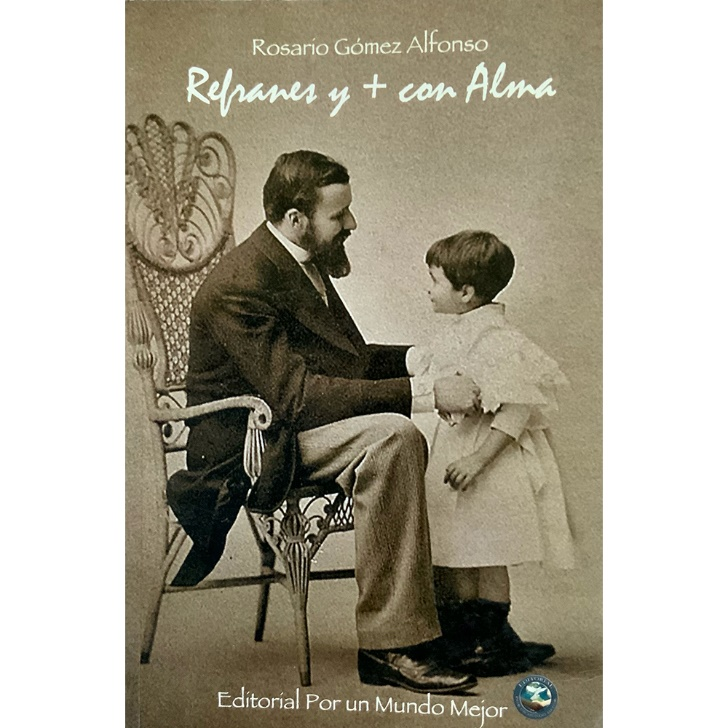 Rosario Gómez Alfonso
Refranes y + con Alma
Editorial Por un Mundo Mejor